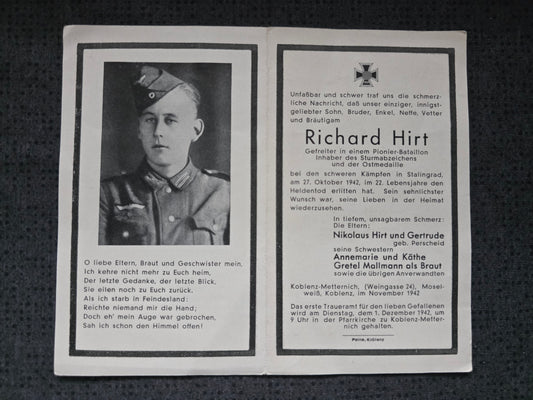 O liebe Eltern, Braut und Geschwister mein,
Ich kehre nicht mehr zu Euch heim,
Der letzte Gedanke, der letzte Blick,
Sie eilen noch zu Euch zurück.
Als ich starb in Feindesland:
Reichte niemand mir die Hand;
Doch eh' mein Auge war gebrochen,
Sah ich schon den Himmel offen!
Unfaßbar und schwer traf uns die schmerz-
liche Nachricht, daß unser einziger, innigst-
geliebter Sohn, Bruder, Enkel, Neffe, Vetter
und Bräutigam
Richard Hirt
Gefreiter in einem Pionier-Bataillon
Inhaber des Sturmabzeichens
und der Ostmedaille
bei den schweren Kämpfen in Stalingrad,
am 27. Oktober 1942, im 22. Lebensjahre den
Heldentod erlitten hat. Sein sehnlichster
Wunsch war, seine Lieben in der Heimat
wiederzusehen.
In tiefem, unsagbarem Schmerz:
Die Eltern:
Nikolaus Hirt und Gertrude
geb. Perscheid
seine Schwestern
Annemarie und Käthe
Gretel Mallmann als Braut
sowie die übrigen Anverwandten
Koblenz-Metternich, (Weingasse 24), Mosel-
weiß, Koblenz, im November 1942
Das erste Traueramt für den lieben Gefallenen
wird am Dienstag, dem 1. Dezember 1942, um
9 Uhr in der Pfarrkirche zu Koblenz-Metter-
nich gehalten.